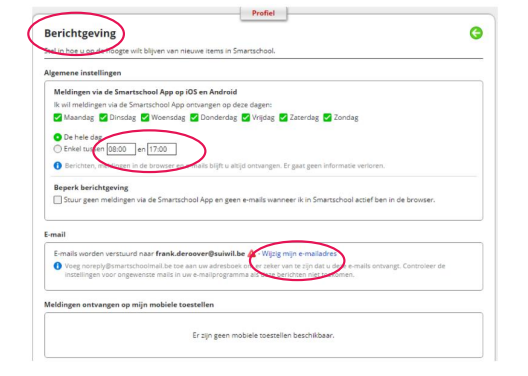 Profiel
Berichtgeving
Stel in hoe u op de hoogte wilt blijven van nieuwe items in Smartschool.
Algemene instellingen
Meldingen via de Smartschool App op iOS en Android
Ik wil meldingen via de Smartschool App ontvangen op deze dagen:
Maandag Dinsdag Woensdag Donderdag Vrijdag Zaterdag Zondag
De hele dag
Enkel tussen 08:00 en 17:00
Berichten, meldingen in de browser en e-mails blijft u altijd ontvangen. Er gaat geen informatie verloren.
Beperk berichtgeving
Stuur geen meldingen via de Smartschool App en geen e-mails wanneer ik in Smartschool actief ben in de browser.
E-mail
E-mails worden verstuurd naar frank.deroover@suiwil.be - Wijzig mijn e-mailadres
Voeg noreply@smartschoolmail.be toe aan uw adresboek om er zeker van te zijn dat u deze e-mails ontvangt. Controleer de
instellingen voor ongewenste mails in uw e-mailprogramma als deze berichten niet toekomen.
Meldingen ontvangen op mijn mobiele toestellen
Er zijn geen mobiele toestellen beschikbaar.